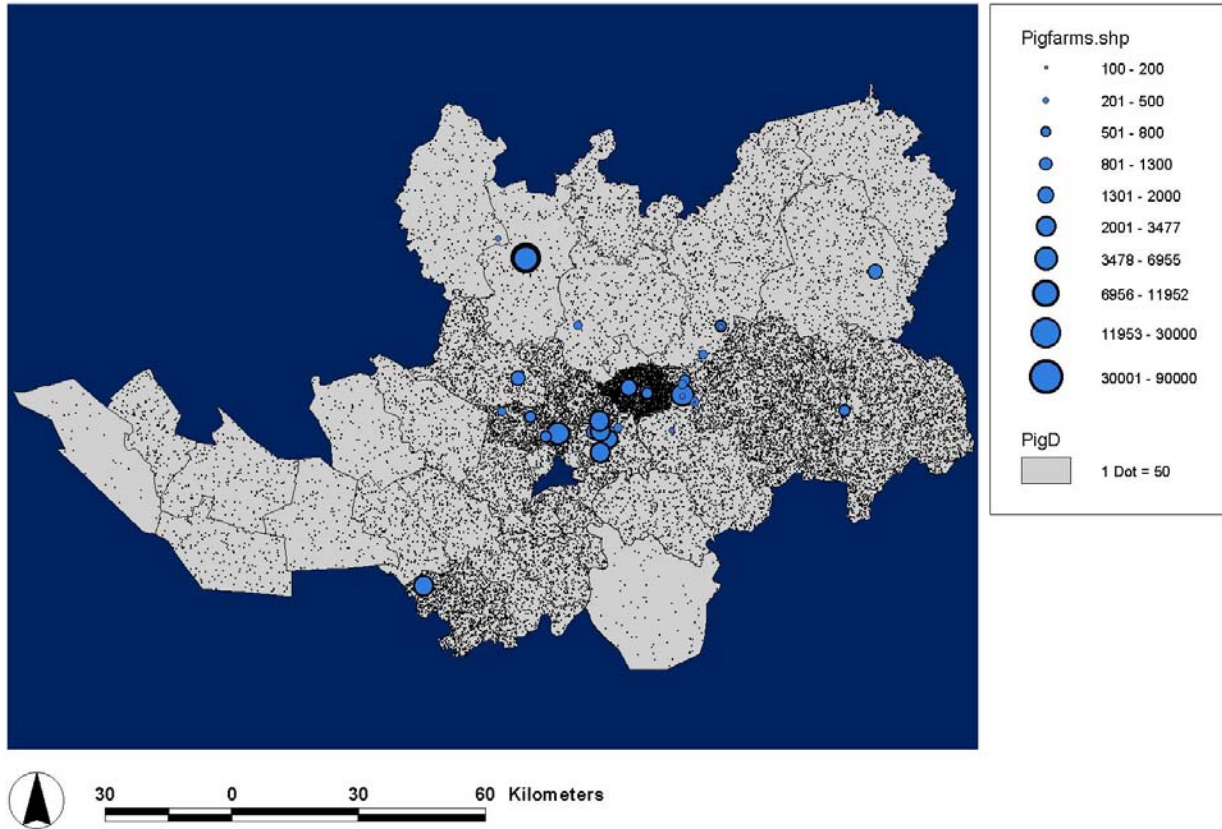 Pigfarms.shp
100 - 200
201 - 500
501 - 800
801 - 1300
1301 - 2000
2001 - 3477
3478 - 6955
6956 - 11952
11953 - 30000
30001 - 90000
PigD
1 Dot = 50
30 0 30 60 Kilometers